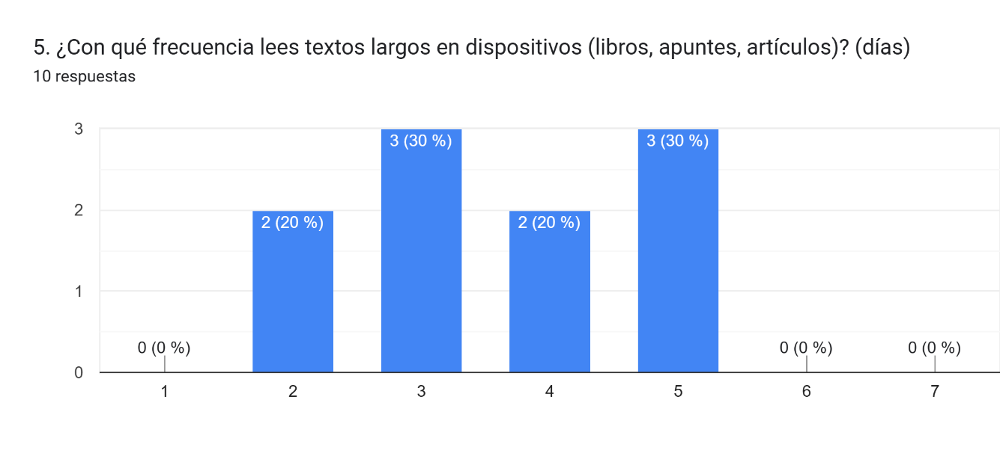 5. ¿Con qué frecuencia lees textos largos en dispositivos (libros, apuntes, artículos)? (días)
10 respuestas
3
3 (30 %)
3 (30 %)
2
2 (20 %)
2 (20 %)
1
0 (0 %)
0 (0 %)
0 (0 %)
0
1 2 3 4 5 6 7